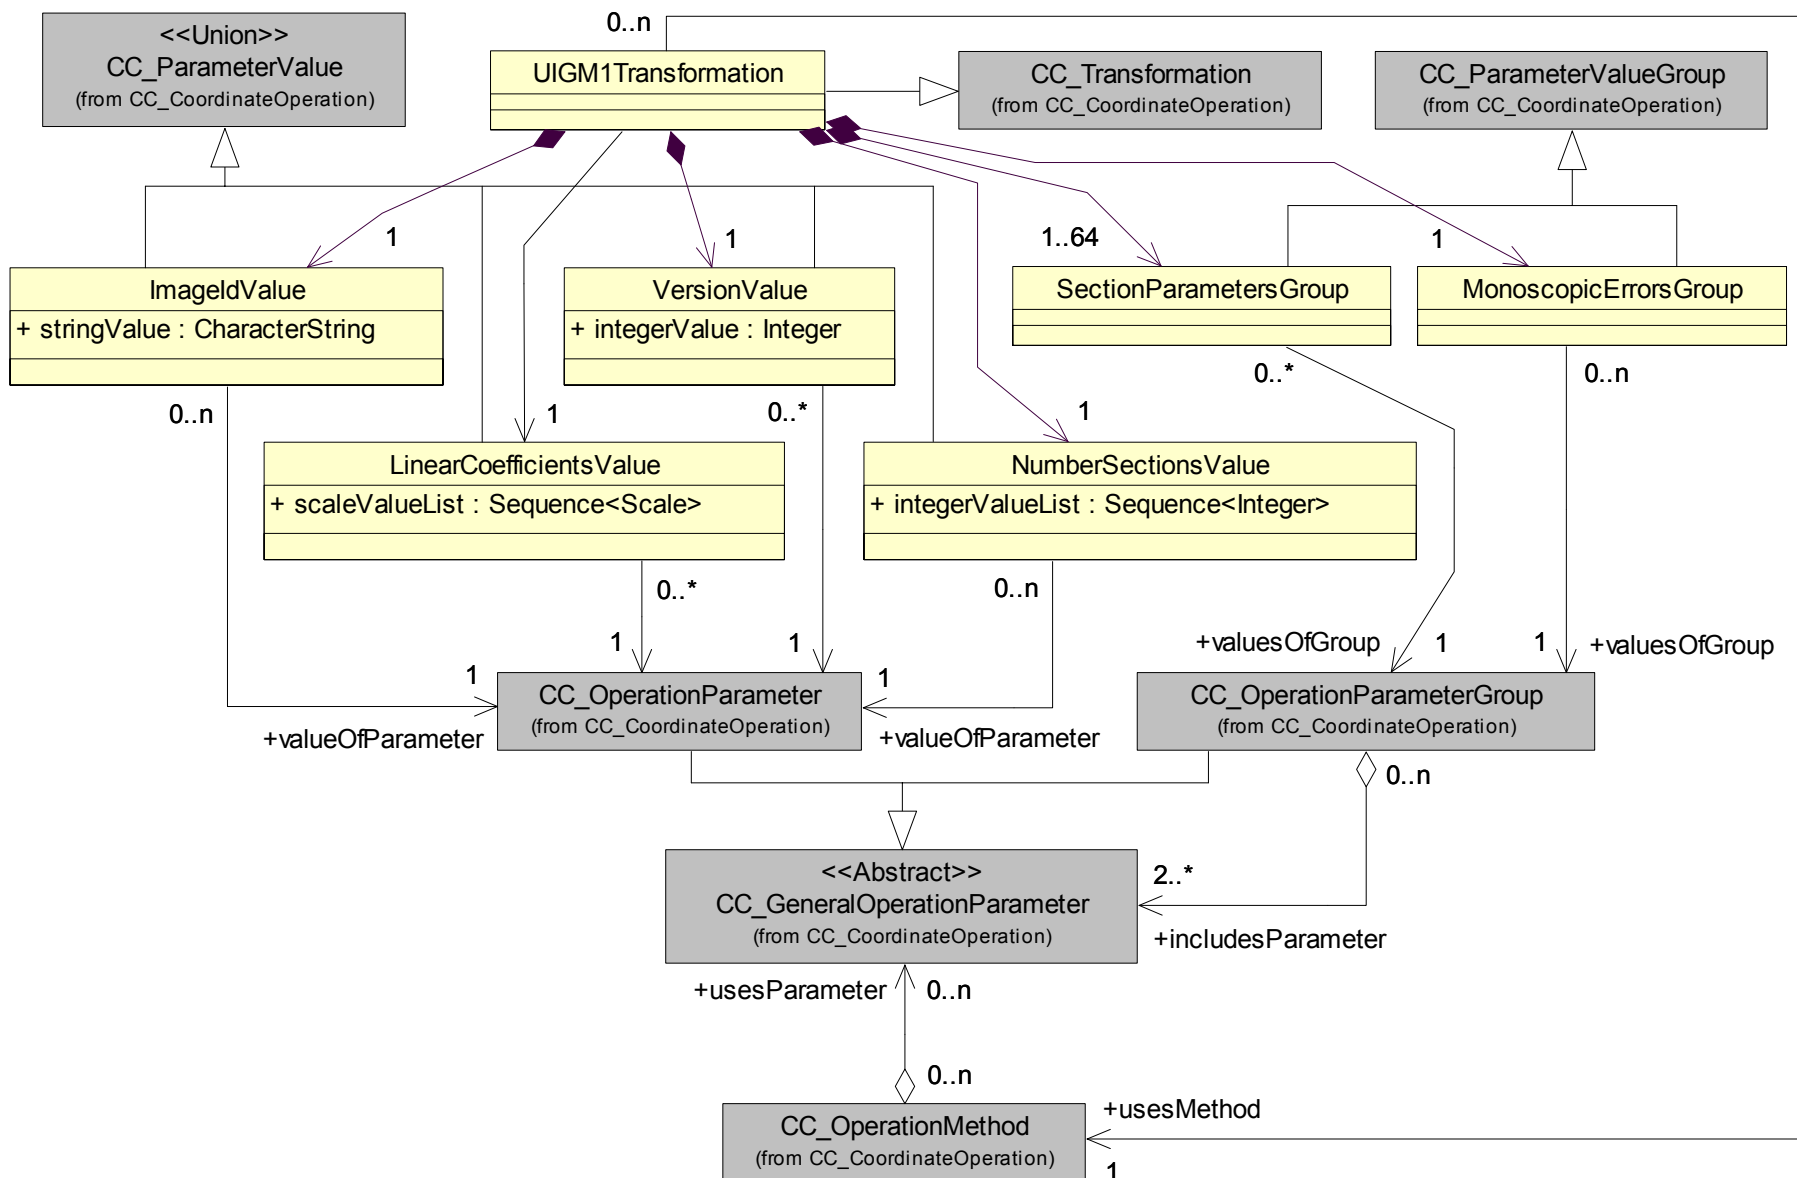 0..n
<<Union>>
CC_ParameterValue
(from CC_CoordinateOperation)
UIGM1Transformation
CC_Transformation
(from CC_CoordinateOperation)
CC_ParameterValueGroup
(from CC_CoordinateOperation)
1
1
1..64
1
ImageIdValue
+ stringValue : CharacterString
VersionValue
+ integerValue : Integer
SectionParametersGroup
MonoscopicErrorsGroup
0..n
1
0..*
1
0..*
0..n
LinearCoefficientsValue
+ scaleValueList : Sequence<Scale>
NumberSectionsValue
+ integerValueList : Sequence<Integer>
0..*
0..n
1
1
+valuesOfGroup
1
1
+valuesOfGroup
1
1
CC_OperationParameter
(from CC_CoordinateOperation)
CC_OperationParameterGroup
(from CC_CoordinateOperation)
+valueOfParameter
+valueOfParameter
0..n
<<Abstract>>
CC_GeneralOperationParameter
(from CC_CoordinateOperation)
2..*
+includesParameter
+usesParameter
0..n
0..n
CC_OperationMethod
(from CC_CoordinateOperation)
+usesMethod
1